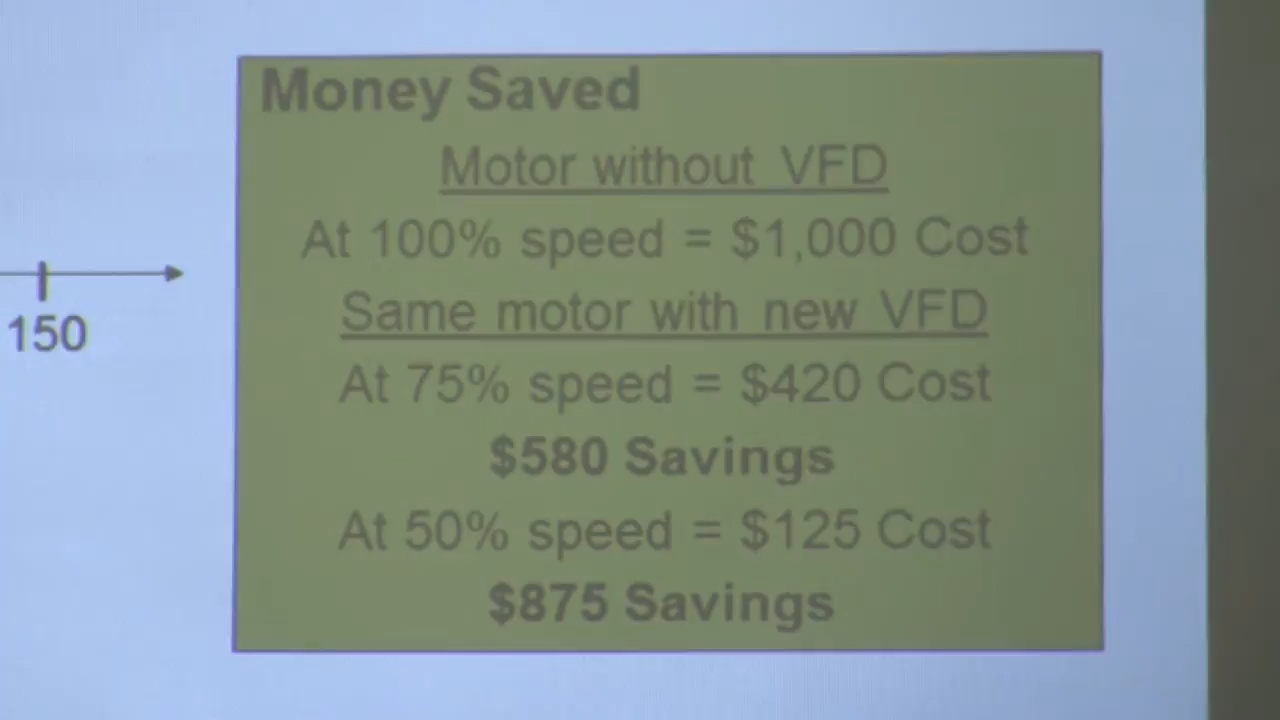 150
Money Saved
Motor without VFD
At 100% speed = $1,000 Cost
Same motor with new VFD
At 75% speed = $420 Cost
$580 Savings
At 50% speed = $125 Cost
$875 Savings